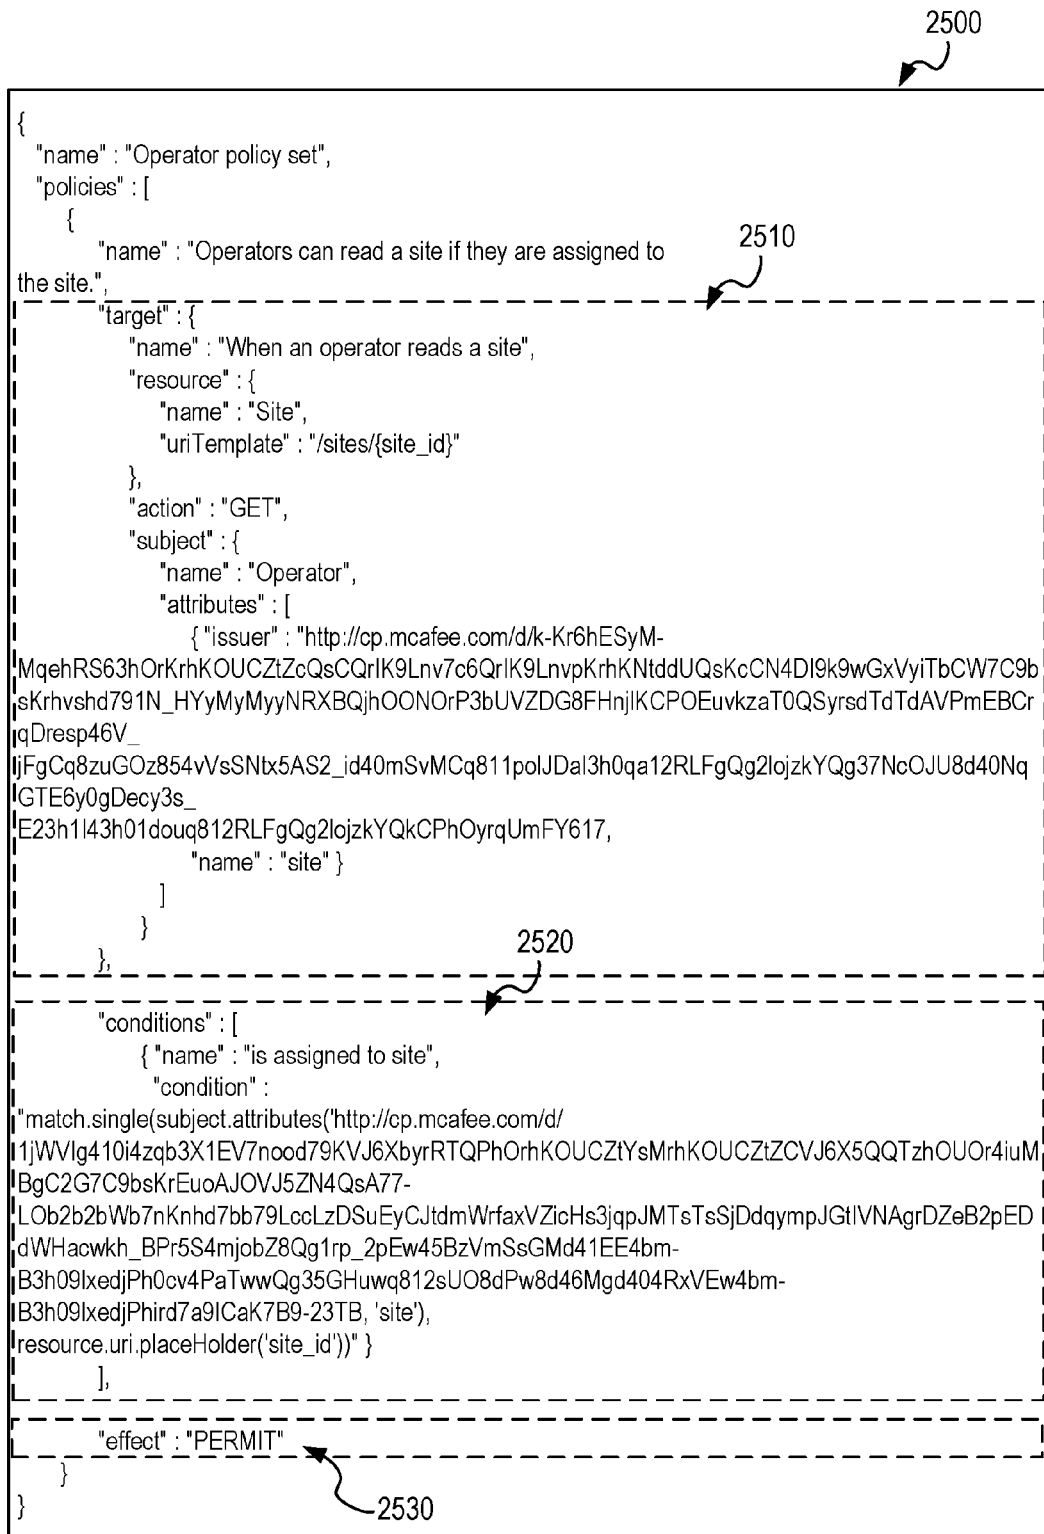 2500
{
"name" : "Operator policy set",
"policies" : [
{
"name" : "Operators can read a site if they are assigned to
the site.",
2510
"target" : {
"name" : "When an operator reads a site",
"resource" : {
"name" : "Site",
"uriTemplate" : "/sites/{site_id}"
},
"action" : "GET",
"subject" : {
"name" : "Operator",
"attributes" : [
{ "issuer" : "http://cp.mcafee.com/d/k-Kr6hESyM-
MqehRS63hOrKrhKOUCZtZcQsCQrIK9Lnv7c6QrIK9LnvpKrhKNtddUQsKcCN4DI9k9wGxVyiTbCW7C9b
sKrhvshd791N_HYyMyMyyNRXBQjhOONOrP3bUVZDG8FHnjIKCPOEuvkzaT0QSyrsdTdTdAVPmEBCr
qDresp46V_
jFgCq8zuGOz854vVsSNtx5AS2_id40mSvMCq811polJDal3h0qa12RLFgQg2lojzkYQg37NcOJU8d40Nq
GTE6y0gDecy3s_
E23h1I43h01douq812RLFgQg2lojzkYQkCPhOyrqUmFY617,
"name" : "site" }
]
}
},
2520
"conditions" : [
{ "name" : "is assigned to site",
"condition" :
"match.single(subject.attributes('http://cp.mcafee.com/d/
1jWVIg410i4zqb3X1EV7nood79KVJ6XbyrRTQPhOrhKOUCZtYsMrhKOUCZtZCVJ6X5QQTzhOUOr4iuM
BgC2G7C9bsKrEuoAJOVJ5ZN4QsA77-
LOb2b2bWb7nKnhd7bb79LccLzDSuEyCJtdmWrfaxVZicHs3jqpJMTsTsSjDdqympJGtlVNAgrDZeB2pED
dWHacwkh_BPr5S4mjobZ8Qg1rp_2pEw45BzVmSsGMd41EE4bm-
B3h09lxedjPh0cv4PaTwwQg35GHuwq812sUO8dPw8d46Mgd404RxVEw4bm-
B3h09lxedjPhird7a9ICaK7B9-23TB, 'site'),
resource.uri.placeHolder('site_id'))" }
],
"effect" : "PERMIT"
}
}
2530